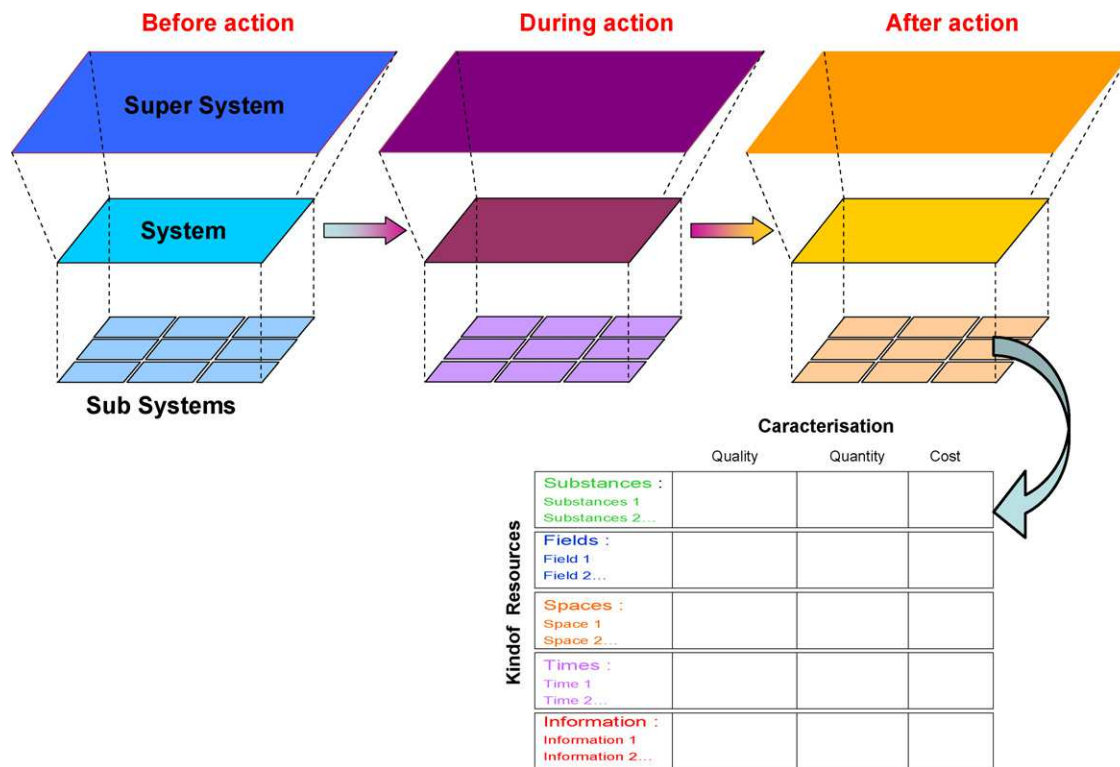 Before action
During action
After action
Super System
System
Sub Systems
Caracterisation
Quality
Quantity
Cost
Kindof Resources
Substances :
Substances 1
Substances 2...
Fields :
Field 1
Field 2...
Spaces :
Space 1
Space 2...
Times :
Time 1
Time 2...
Information :
Information 1
Information 2...